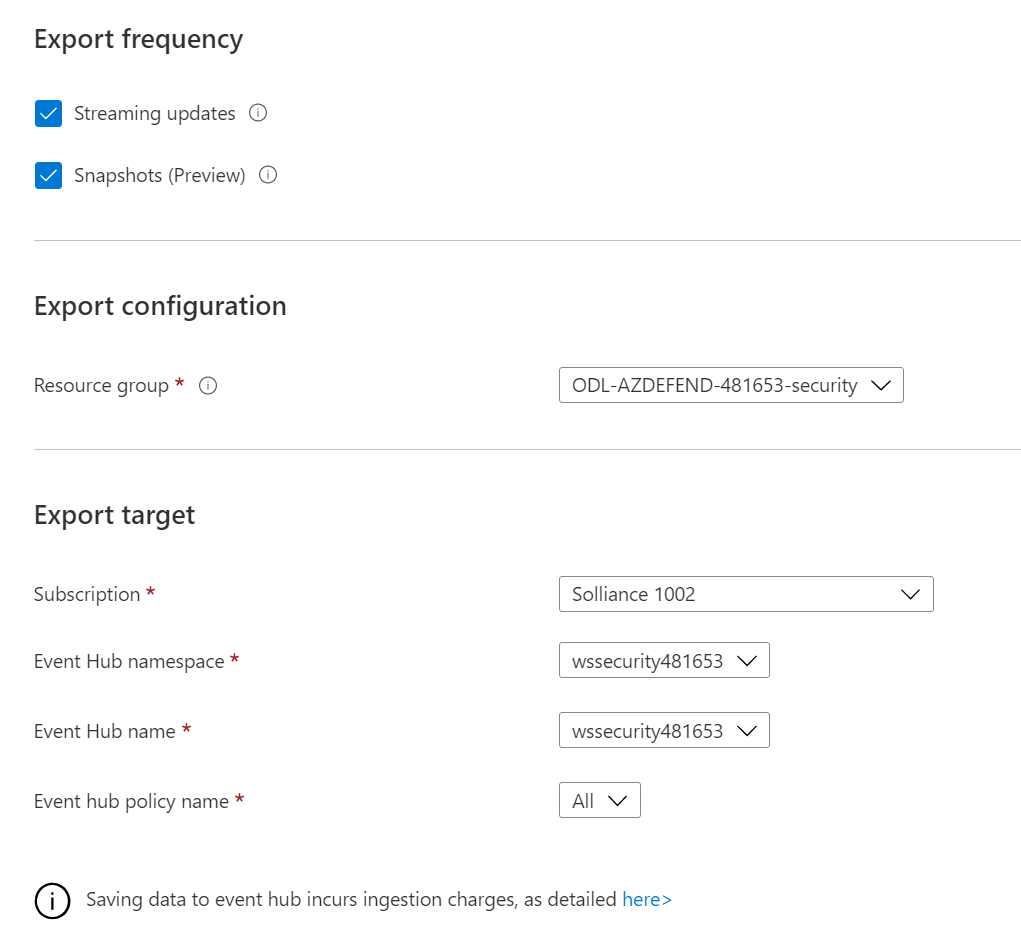 Export frequency
Streaming updates
Snapshots (Preview)
Export configuration
Resource group * ODL-AZDEFEND-481653-security
Export target
Subscription * Solliance 1002
Event Hub namespace * wssecurity481653
Event Hub name * wssecurity481653
Event hub policy name * All
Saving data to event hub incurs ingestion charges, as detailed here>